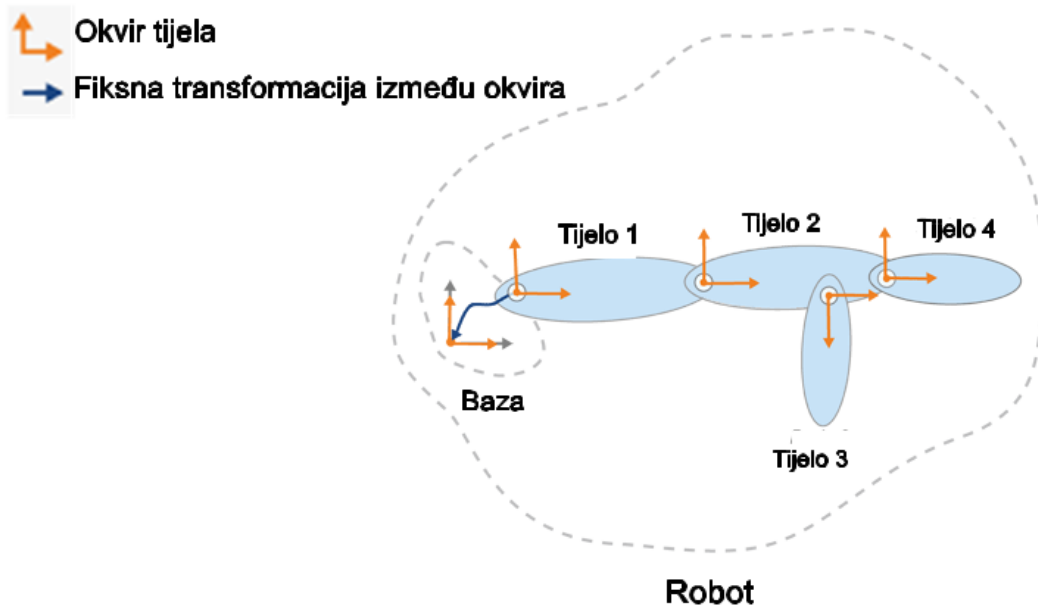 Okvir tijela
Fiksna transformacija između okvira
Tijelo 1
Tijelo 2
Tijelo 4
Baza
Tijelo 3
Robot